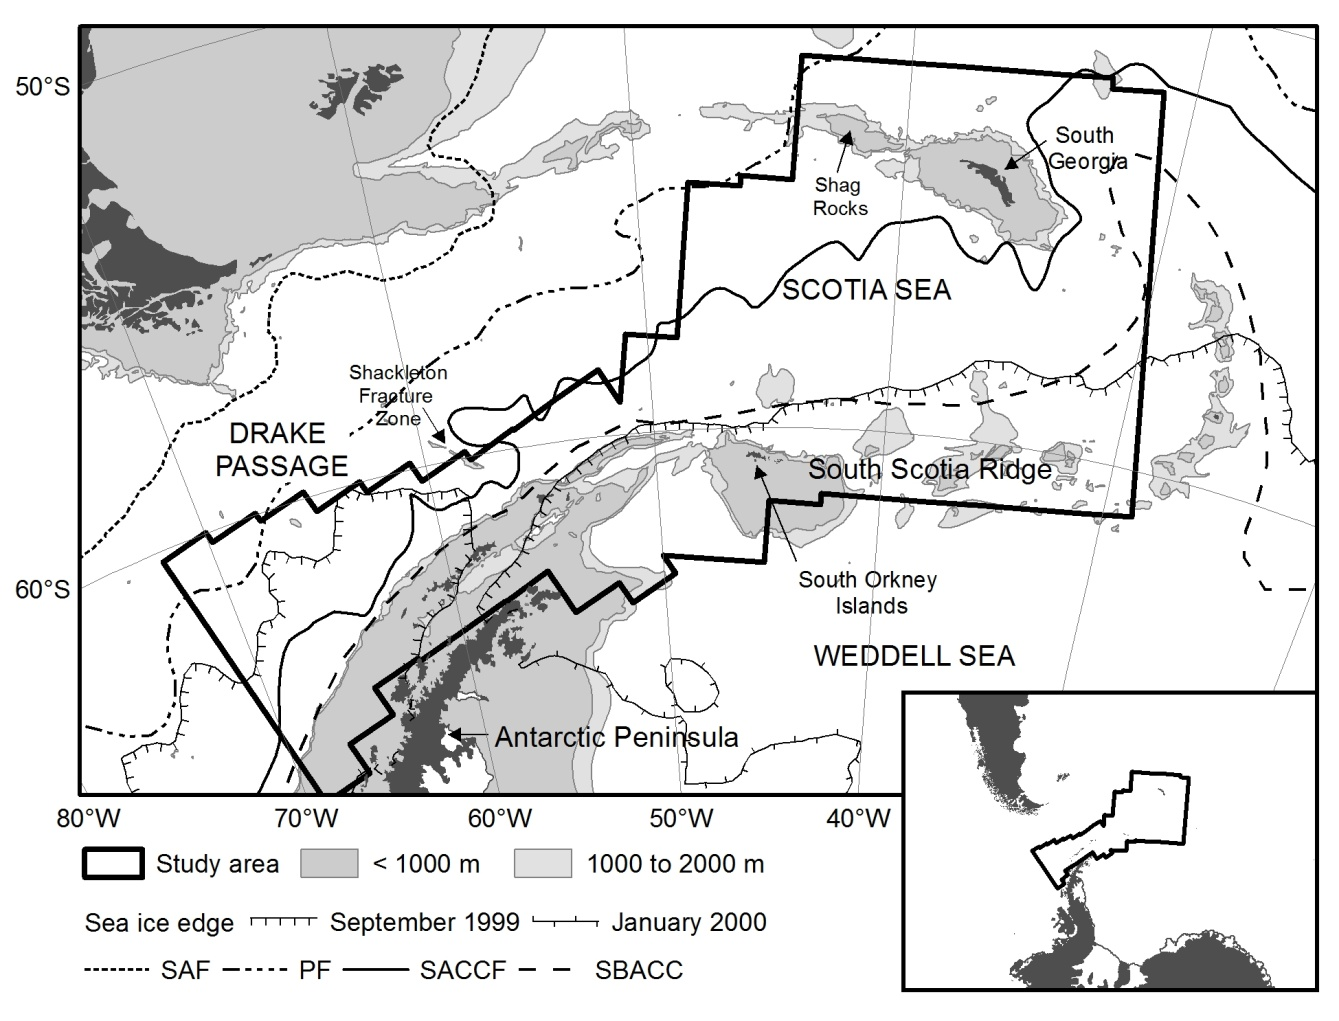 50°S
South
Georgia
Shag
Rocks
SCOTIA SEA
Shackleton
Fracture
Zone
DRAKE
PASSAGE
South Scotia Ridge
60°S
South Orkney
Islands
WEDDELL SEA
Antarctic Peninsula
80°W 70°W 60°W 50°W 40°W
Study area < 1000 m 1000 to 2000 m
Sea ice edge September 1999 January 2000
SAF PF SACCF SBACC